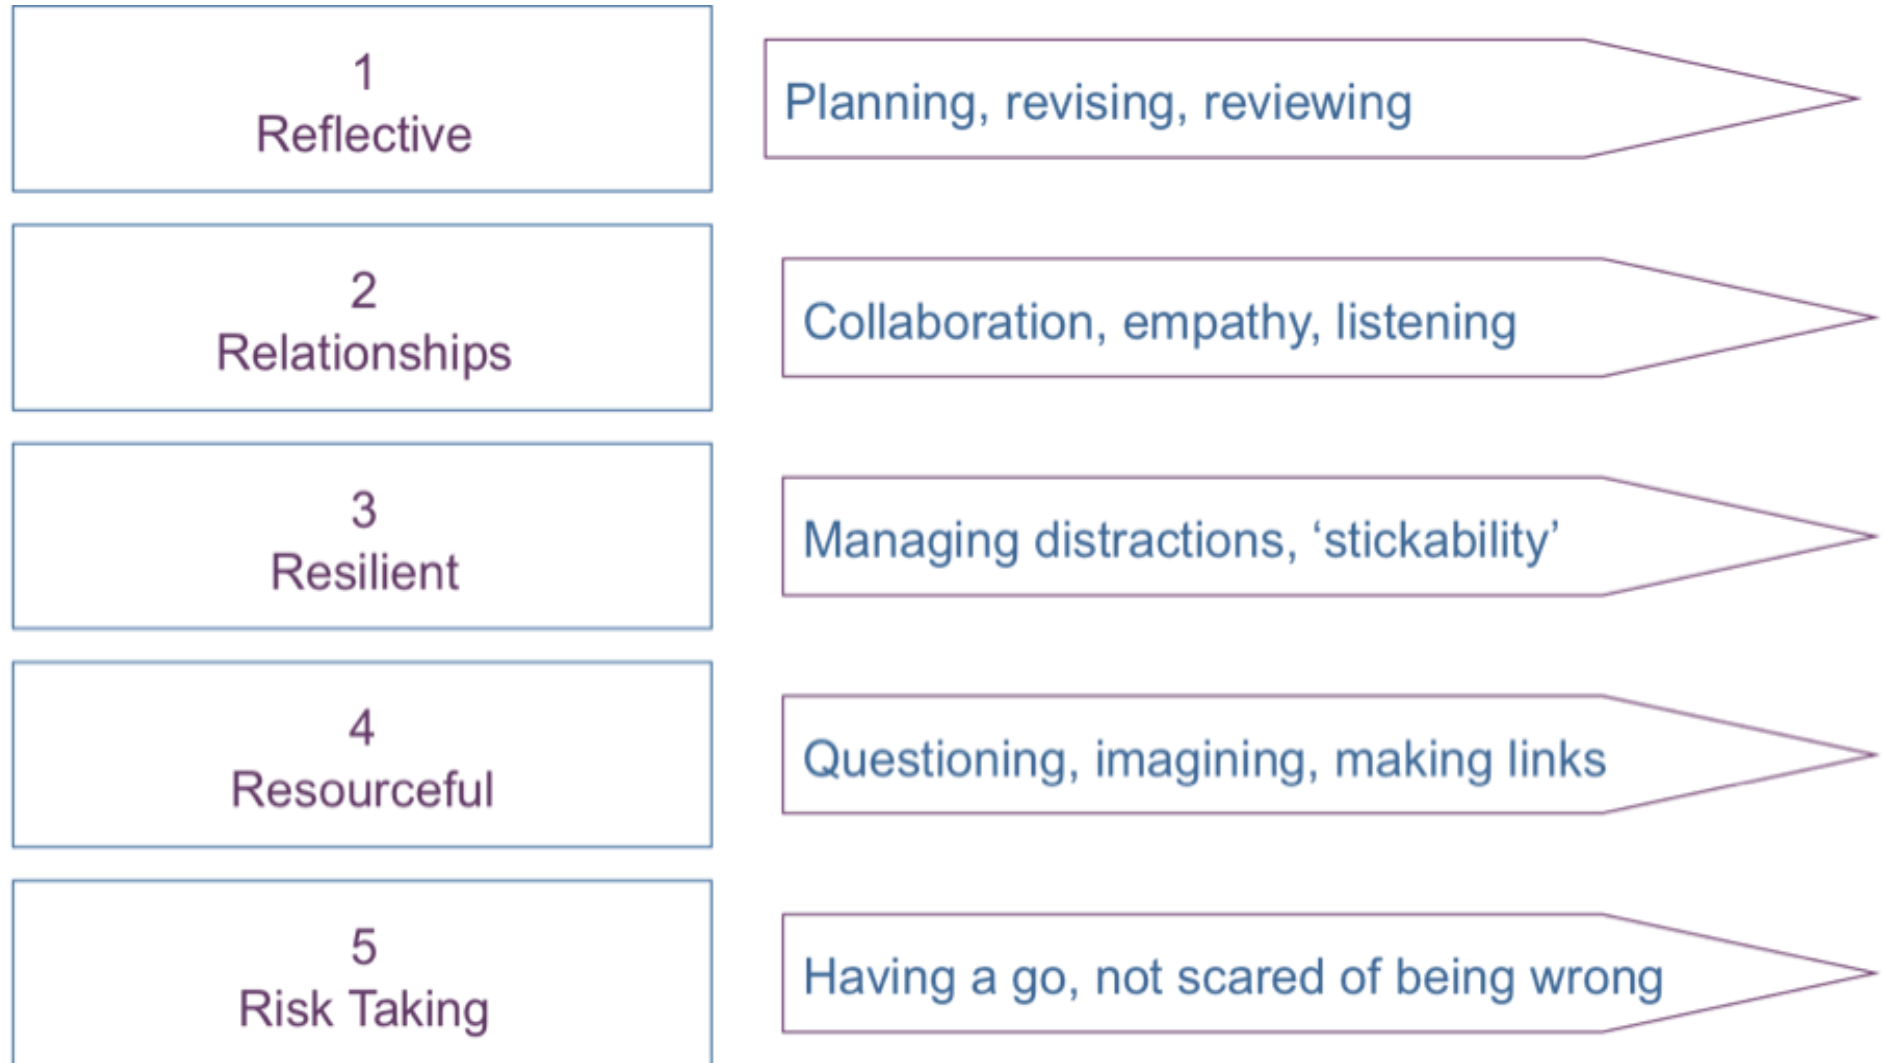 1
Reflective
Planning, revising, reviewing
2
Relationships
Collaboration, empathy, listening
3
Resilient
Managing distractions, ‘stickability’
4
Resourceful
Questioning, imagining, making links
5
Risk Taking
Having a go, not scared of being wrong